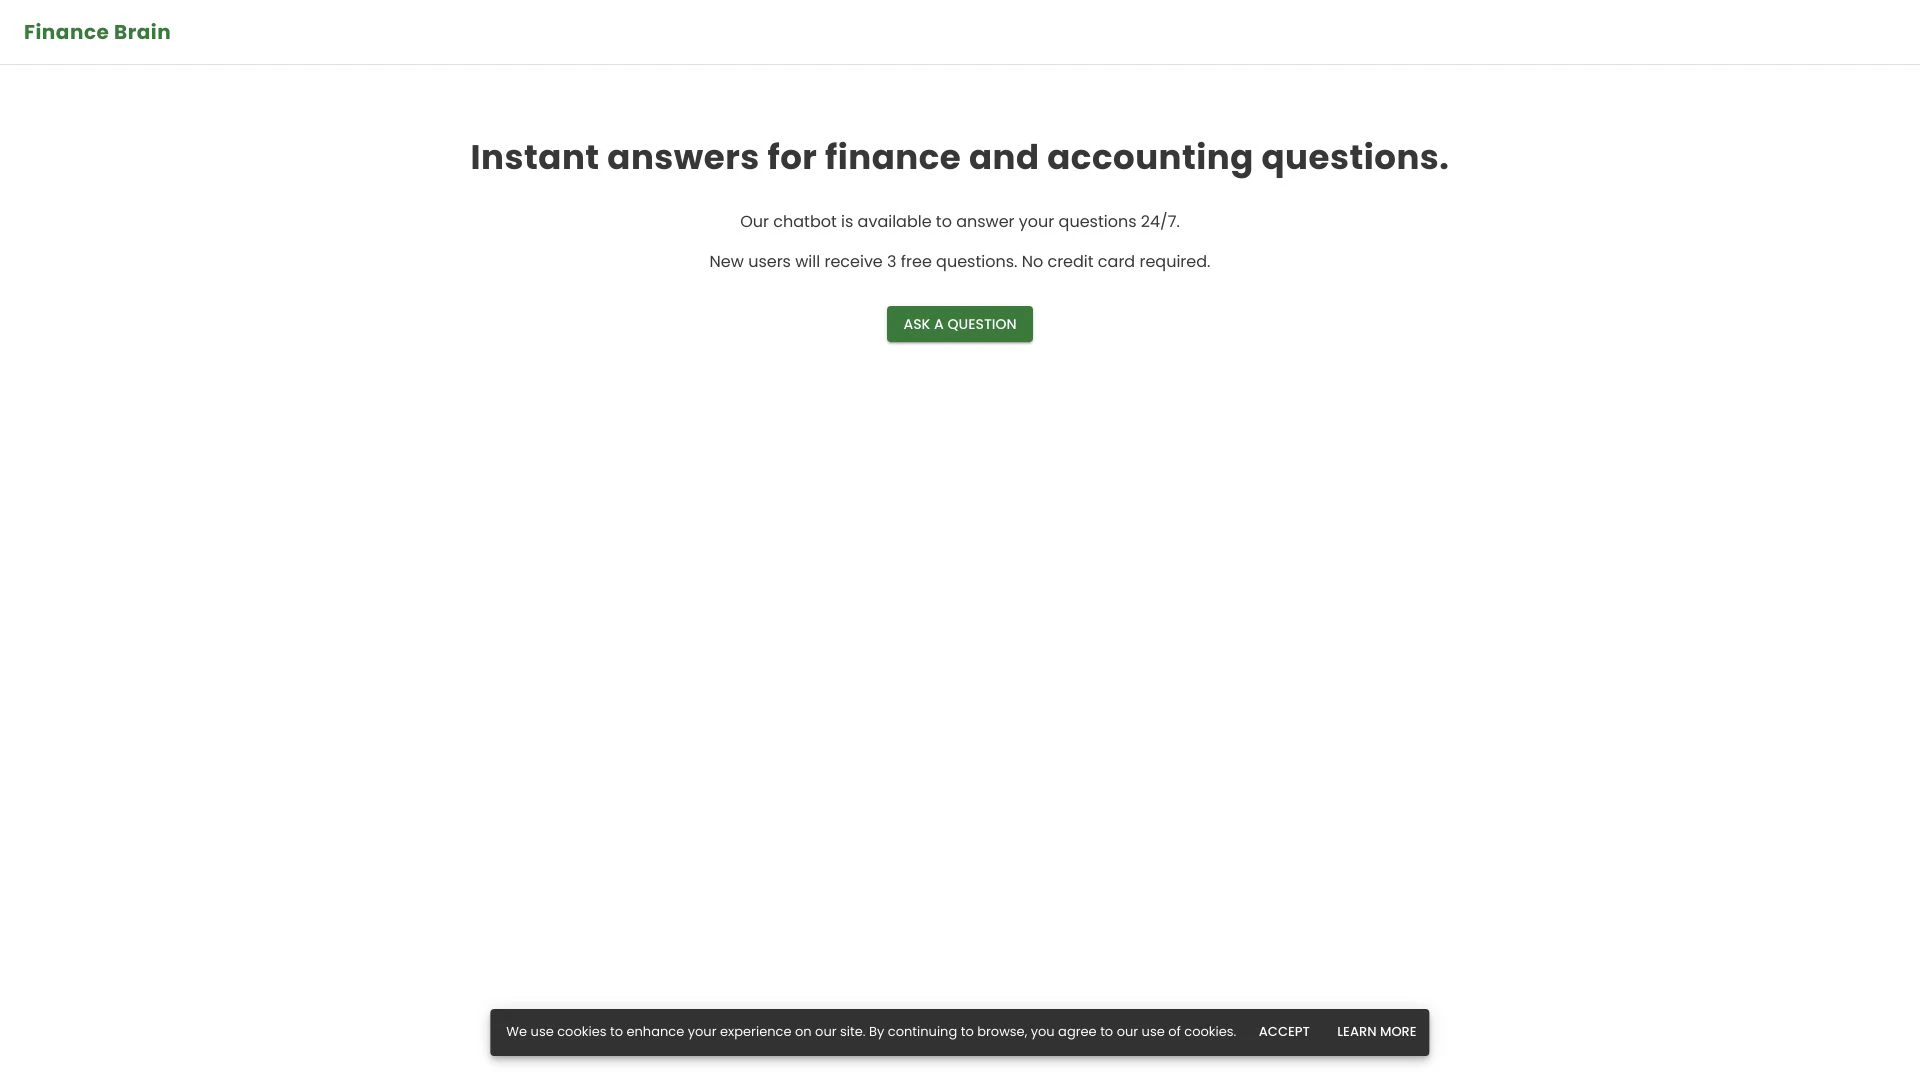 Finance Brain
Instant answers for finance and accounting questions.
Our chatbot is available to answer your questions 24/7.
New users will receive 3 free questions. No credit card required.
ASK A QUESTION
We use cookies to enhance your experience on our site. By continuing to browse, you agree to our use of cookies. ACCEPT LEARN MORE